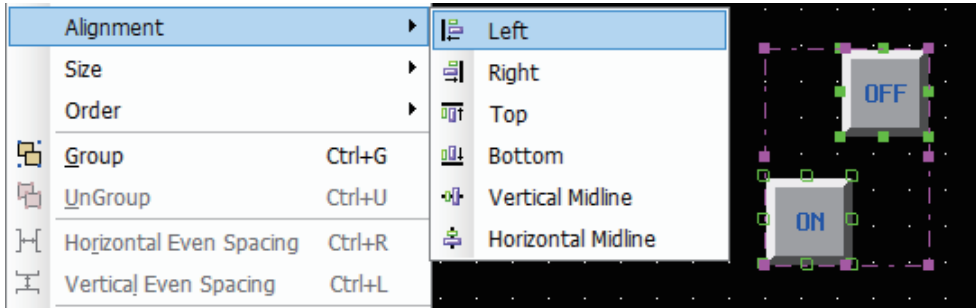 Alignment
Size
Order
Group Ctrl+G
UnGroup Ctrl+U
Horizontal Even Spacing Ctrl+R
Vertical Even Spacing Ctrl+L
Left
Right
Top
Bottom
Vertical Midline
Horizontal Midline
OFF
ON